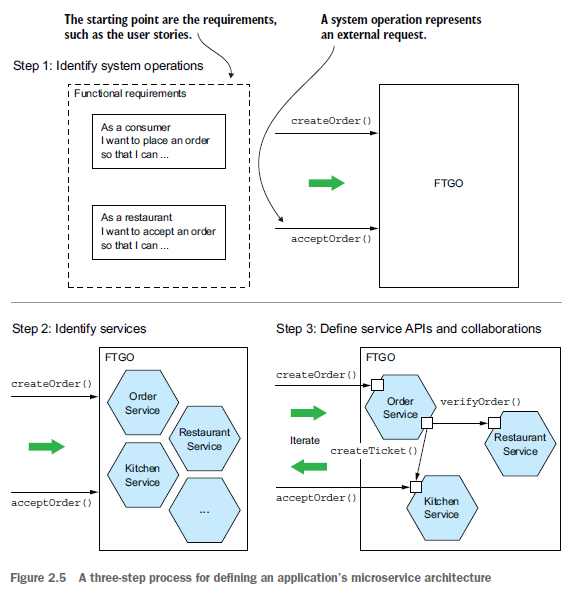 The starting point are the requirements,
such as the user stories.
A system operation represents
an external request.
Step 1: Identify system operations
Functional requirements
As a consumer
I want to place an order
so that I can ...
As a restaurant
I want to accept an order
so that I can ...
createOrder()
acceptOrder()
FTGO
Step 2: Identify services
FTGO
createOrder()
Order
Service
Restaurant
Service
Kitchen
Service
...
acceptOrder()
Step 3: Define service APIs and collaborations
FTGO
createOrder()
Order
Service
verifyOrder()
Iterate
createTicket()
Restaurant
Service
acceptOrder()
Kitchen
Service
Figure 2.5 A three-step process for defining an application's microservice architecture